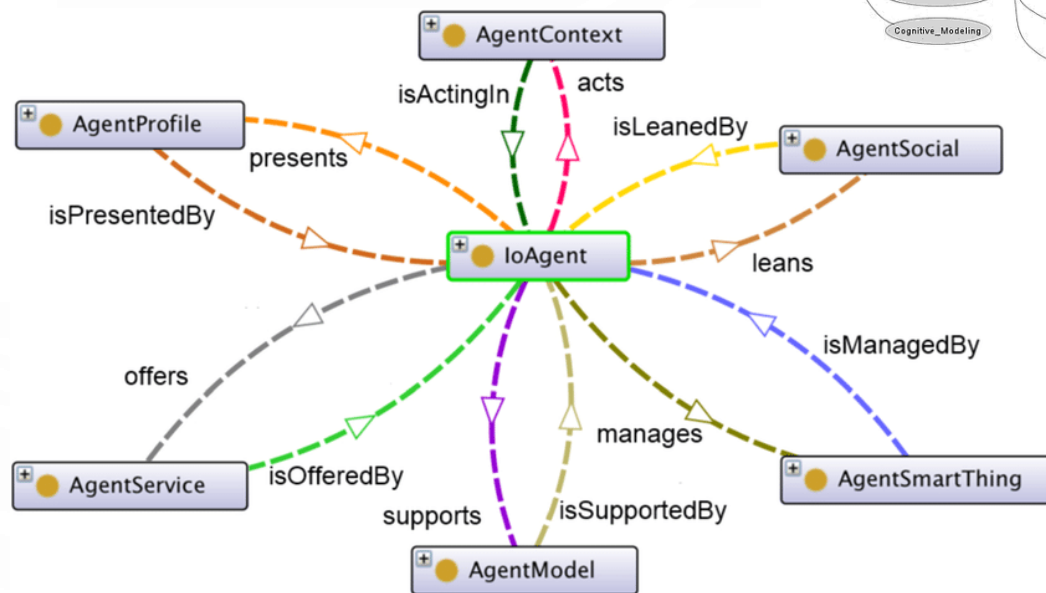 Cognitive_Modeling
AgentContext
isActingIn
acts
AgentProfile
presents
isLeanedBy
AgentSocial
isPresentedBy
IoAgent
leans
offers
isManagedBy
manages
AgentService
isOfferedBy
AgentSmartThing
supports
isSupportedBy
AgentModel